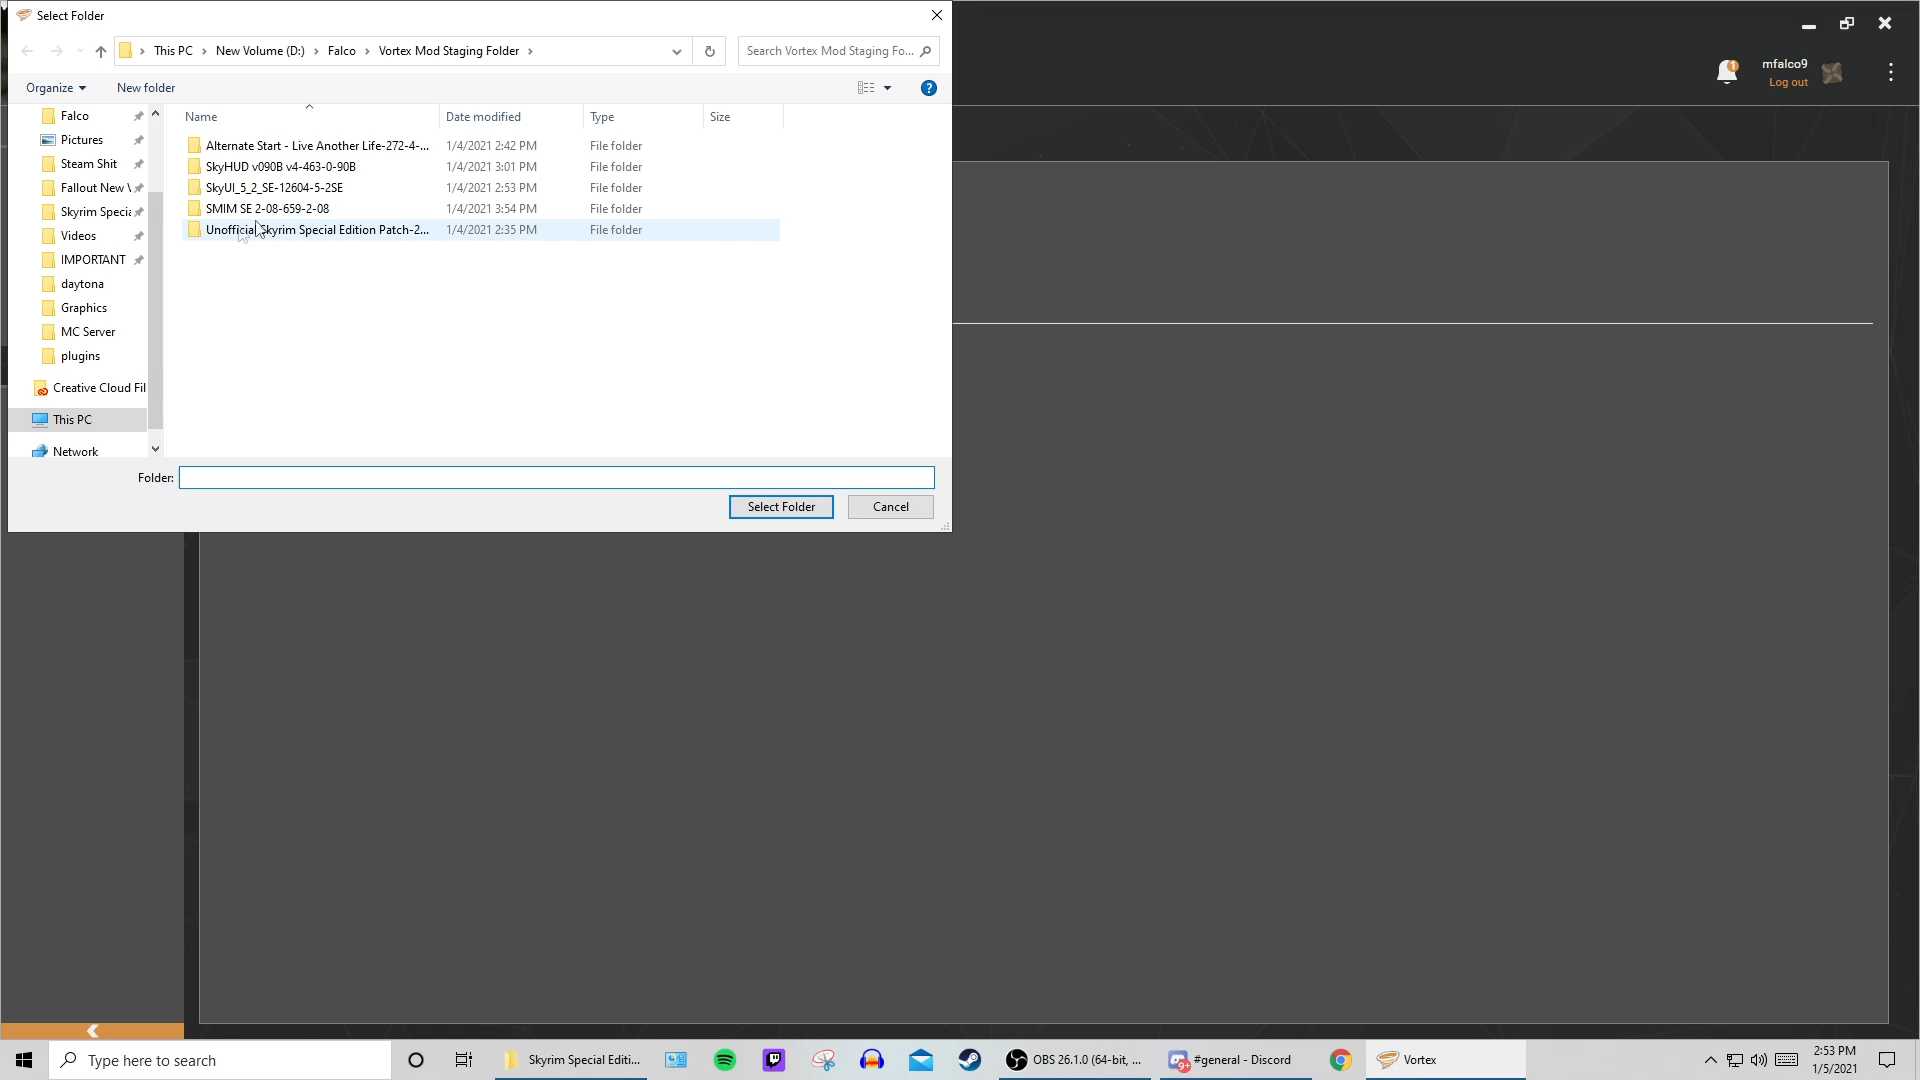 Select Folder
This PC > New Volume (D:) > Falco > Vortex Mod Staging Folder >
Search Vortex Mod Staging Fo...
mfalco9
Log out
1
Organize
New folder
Name
Date modified
Type
Size
Falco
Pictures
Steam Shit
Fallout New \
Skyrim Specia
Videos
IMPORTANT
daytona
Graphics
MC Server
plugins
Creative Cloud Fil
This PC
Network
Alternate Start - Live Another Life-272-4-... 1/4/2021 2:42 PM File folder
SkyHUD v090B v4-463-0-90B 1/4/2021 3:01 PM File folder
SkyUI_5_2_SE-12604-5-2SE 1/4/2021 2:53 PM File folder
SMIM SE 2-08-659-2-08 1/4/2021 3:54 PM File folder
Unofficial Skyrim Special Edition Patch-2... 1/4/2021 2:35 PM File folder
Folder:
Select Folder
Cancel
Type here to search
Skyrim Special Editi...
OBS 26.1.0 (64-bit, ...
9+
#general - Discord
Vortex
2:53 PM
1/5/2021